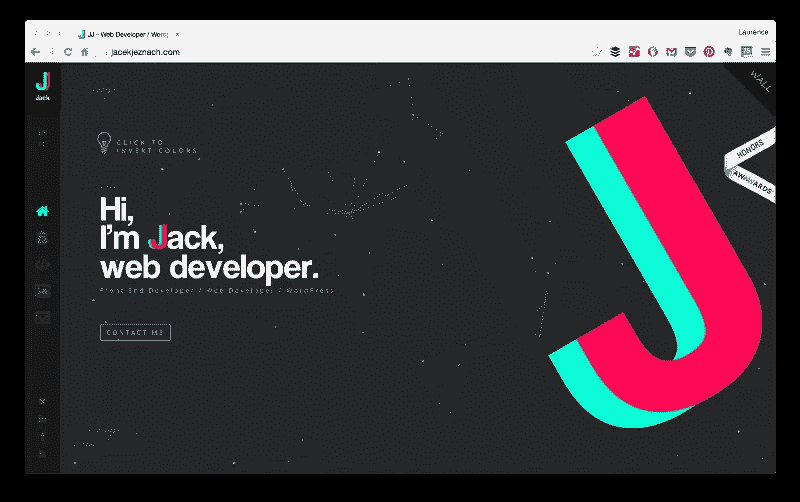 JJ - Web Developer / Word
Laurence
jacekjeznach.com
Jack
WALL
CLICK TO
INVERT COLORS
HONORS
AWWWARDS
Hi,
I'm Jack,
web developer.
Front End Developer / Web Developer / WordPress
CONTACT ME